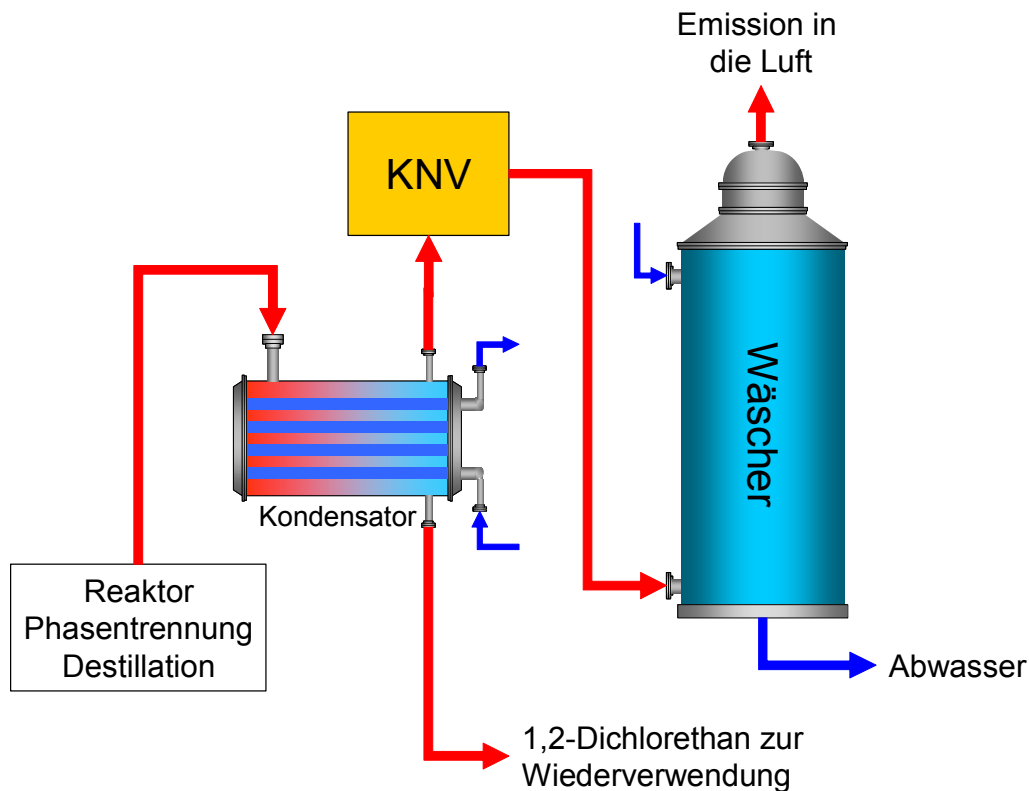 Emission in
die Luft
KNV
Wäscher
Kondensator
Reaktor
Phasentrennung
Destillation
Abwasser
1,2-Dichlorethan zur
Wiederverwendung